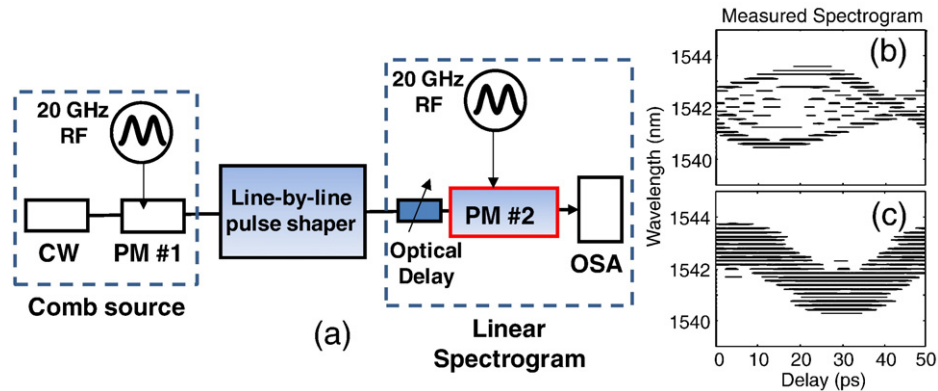 20 GHz
RF
CW
PM #1
Comb source
Line-by-line
pulse shaper
(a)
20 GHz
RF
Optical
Delay
PM #2
OSA
Linear
Spectrogram
Measured Spectrogram
(b)
1544
1542
1540
Wavelength (nm)
(c)
1544
1542
1540
0 10 20 30 40 50
Delay (ps)